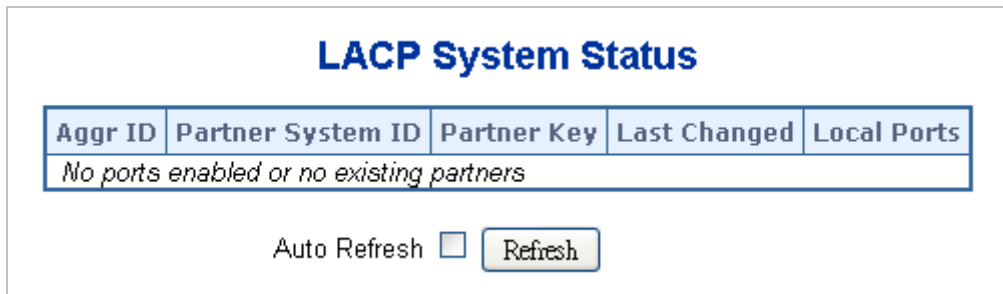 LACP System Status
Aggr ID Partner System ID Partner Key Last Changed Local Ports
No ports enabled or no existing partners
Auto Refresh Refresh